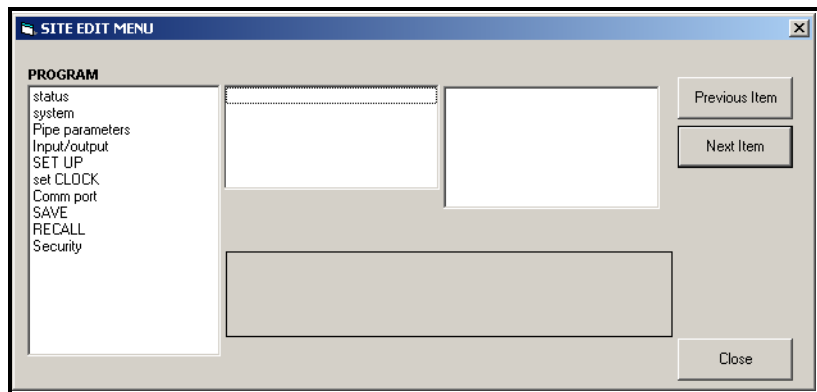 SITE EDIT MENU
PROGRAM
status
system
Pipe parameters
Input/output
SET UP
set CLOCK
Comm port
SAVE
RECALL
Security
Previous Item
Next Item
Close